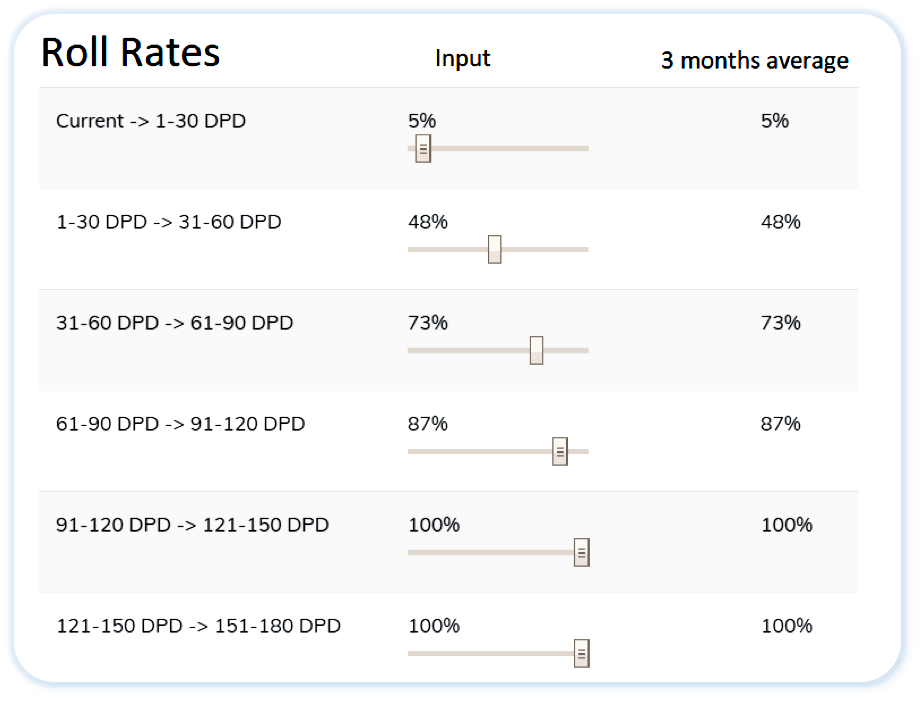 Roll Rates Input 3 months average
Current -> 1-30 DPD 5% 5%
1-30 DPD -> 31-60 DPD 48% 48%
31-60 DPD -> 61-90 DPD 73% 73%
61-90 DPD -> 91-120 DPD 87% 87%
91-120 DPD -> 121-150 DPD 100% 100%
121-150 DPD -> 151-180 DPD 100% 100%